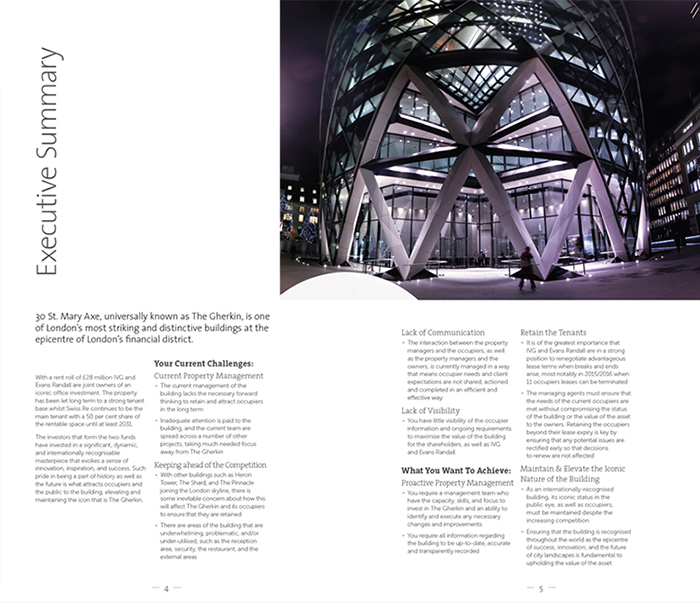 Executive Summary
30 St. Mary Axe, universally known as The Gherkin, is one
of London's most striking and distinctive buildings at the
epicentre of London's financial district.
With a rent roll of £28 million IVG and
Evans Randall are joint owners of an
iconic office investment. The property
has been let long term to a strong tenant
base whilst Swiss Re continues to be the
main tenant with a 50 per cent share of
the rentable space until at least 2031.
The investors that form the two funds
have invested in a significant, dynamic,
and internationally recognisable
masterpiece that evokes a sense of
innovation, inspiration, and success. Such
pride in being a part of history as well as
the future is what attracts occupiers and
the public to the building, elevating and
maintaining the icon that is The Gherkin.
Your Current Challenges:
Current Property Management
• The current management of the
building lacks the necessary forward
thinking to retain and attract occupiers
in the long term
• Inadequate attention is paid to the
building, and the current team are
spread across a number of other
projects, taking much needed focus
away from The Gherkin
Keeping ahead of the Competition
• With other buildings such as Heron
Tower, The Shard, and The Pinnacle
joining the London skyline, there is
some inevitable concern about how this
will affect The Gherkin and its occupiers
to ensure that they are retained
• There are areas of the building that are
underwhelming, problematic, and/or
under-utilised, such as the reception
area, security, the restaurant, and the
external areas
4
Lack of Communication
• The interaction between the property
managers and the occupiers, as well
as the property managers and the
owners, is currently managed in a way
that means occupier needs and client
expectations are not shared, actioned
and completed in an efficient and
effective way
Lack of Visibility
• You have little visibility of the occupier
information and ongoing requirements
to maximise the value of the building
for the shareholders, as well as IVG
and Evans Randall
What You Want To Achieve:
Proactive Property Management
• You require a management team who
have the capacity, skills, and focus to
invest in The Gherkin and an ability to
identify and execute any necessary
changes and improvements
• You require all information regarding
the building to be up-to-date, accurate
and transparently recorded
Retain the Tenants
• It is of the greatest importance that
IVG and Evans Randall are in a strong
position to renegotiate advantageous
lease terms when breaks and ends
arise, most notably in 2015/2016 when
11 occupiers leases can be terminated
• The managing agents must ensure that
the needs of the current occupiers are
met without compromising the status
of the building or the value of the asset
to the owners. Retaining the occupiers
beyond their lease expiry is key by
ensuring that any potential issues are
rectified early so that decisions
to renew are not affected
Maintain & Elevate the Iconic
Nature of the Building
• As an internationally-recognised
building, its iconic status in the
public eye, as well as occupiers,
must be maintained despite the
increasing competition
• Ensuring that the building is recognised
throughout the world as the epicentre
of success, innovation, and the future
of city landscapes is fundamental to
upholding the value of the asset
5